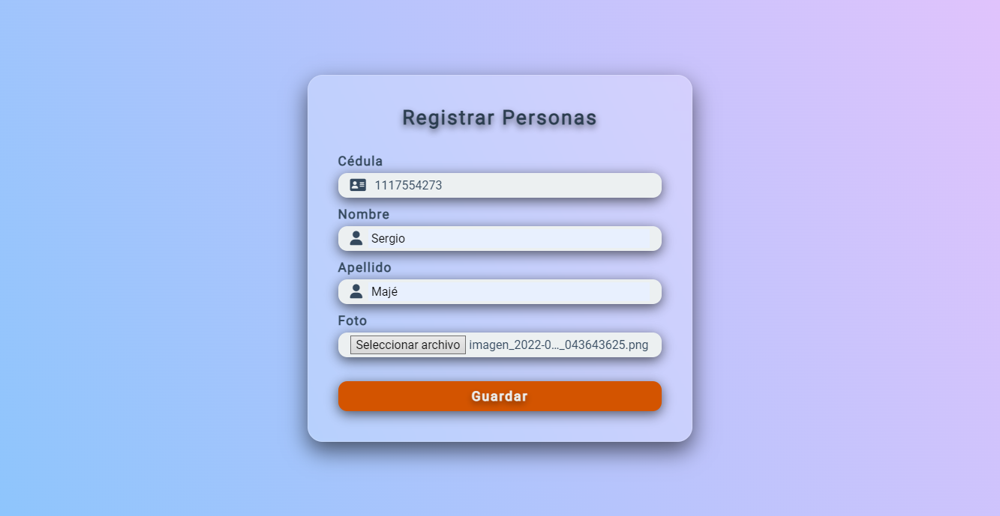 Registrar Personas
Cédula
1117554273
Nombre
Sergio
Apellido
Majé
Foto
Seleccionar archivo imagen_2022-0..._043643625.png
Guardar